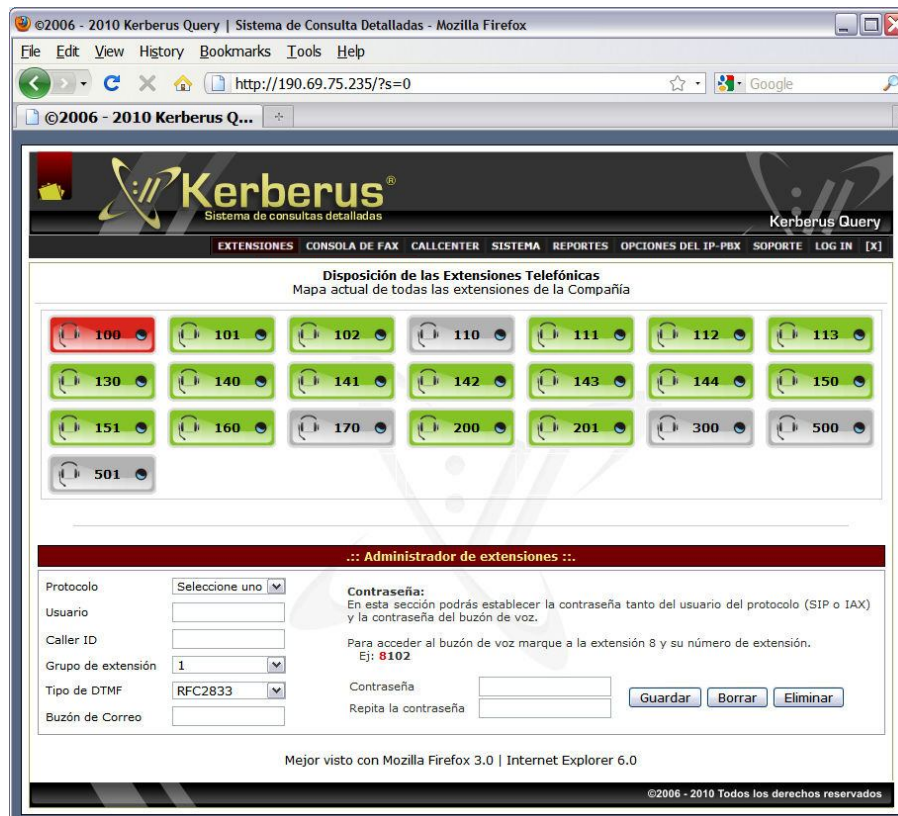 ©2006 - 2010 Kerberus Query | Sistema de Consulta Detalladas - Mozilla Firefox
File Edit View History Bookmarks Tools Help
http://190.69.75.235/?s=0
Google
©2006 - 2010 Kerberus Q...
Kerberus®
Sistema de consultas detalladas
Kerberus Query
EXTENSIONES CONSOLA DE FAX CALLCENTER SISTEMA REPORTES OPCIONES DEL IP-PBX SOPORTE LOG IN [X]
Disposición de las Extensiones Telefónicas
Mapa actual de todas las extensiones de la Compañía
100 101 102 110 111 112 113
130 140 141 142 143 144 150
151 160 170 200 201 300 500
501
.:: Administrador de extensiones ::.
Protocolo Seleccione uno
Usuario
Caller ID
Grupo de extensión 1
Tipo de DTMF RFC2833
Buzón de Correo
Contraseña:
En esta sección podrás establecer la contraseña tanto del usuario del protocolo (SIP o IAX)
y la contraseña del buzón de voz.
Para acceder al buzón de voz marque a la extensión 8 y su número de extensión.
Ej: 8102
Contraseña
Repita la contraseña
Guardar Borrar Eliminar
Mejor visto con Mozilla Firefox 3.0 | Internet Explorer 6.0
©2006 - 2010 Todos los derechos reservados